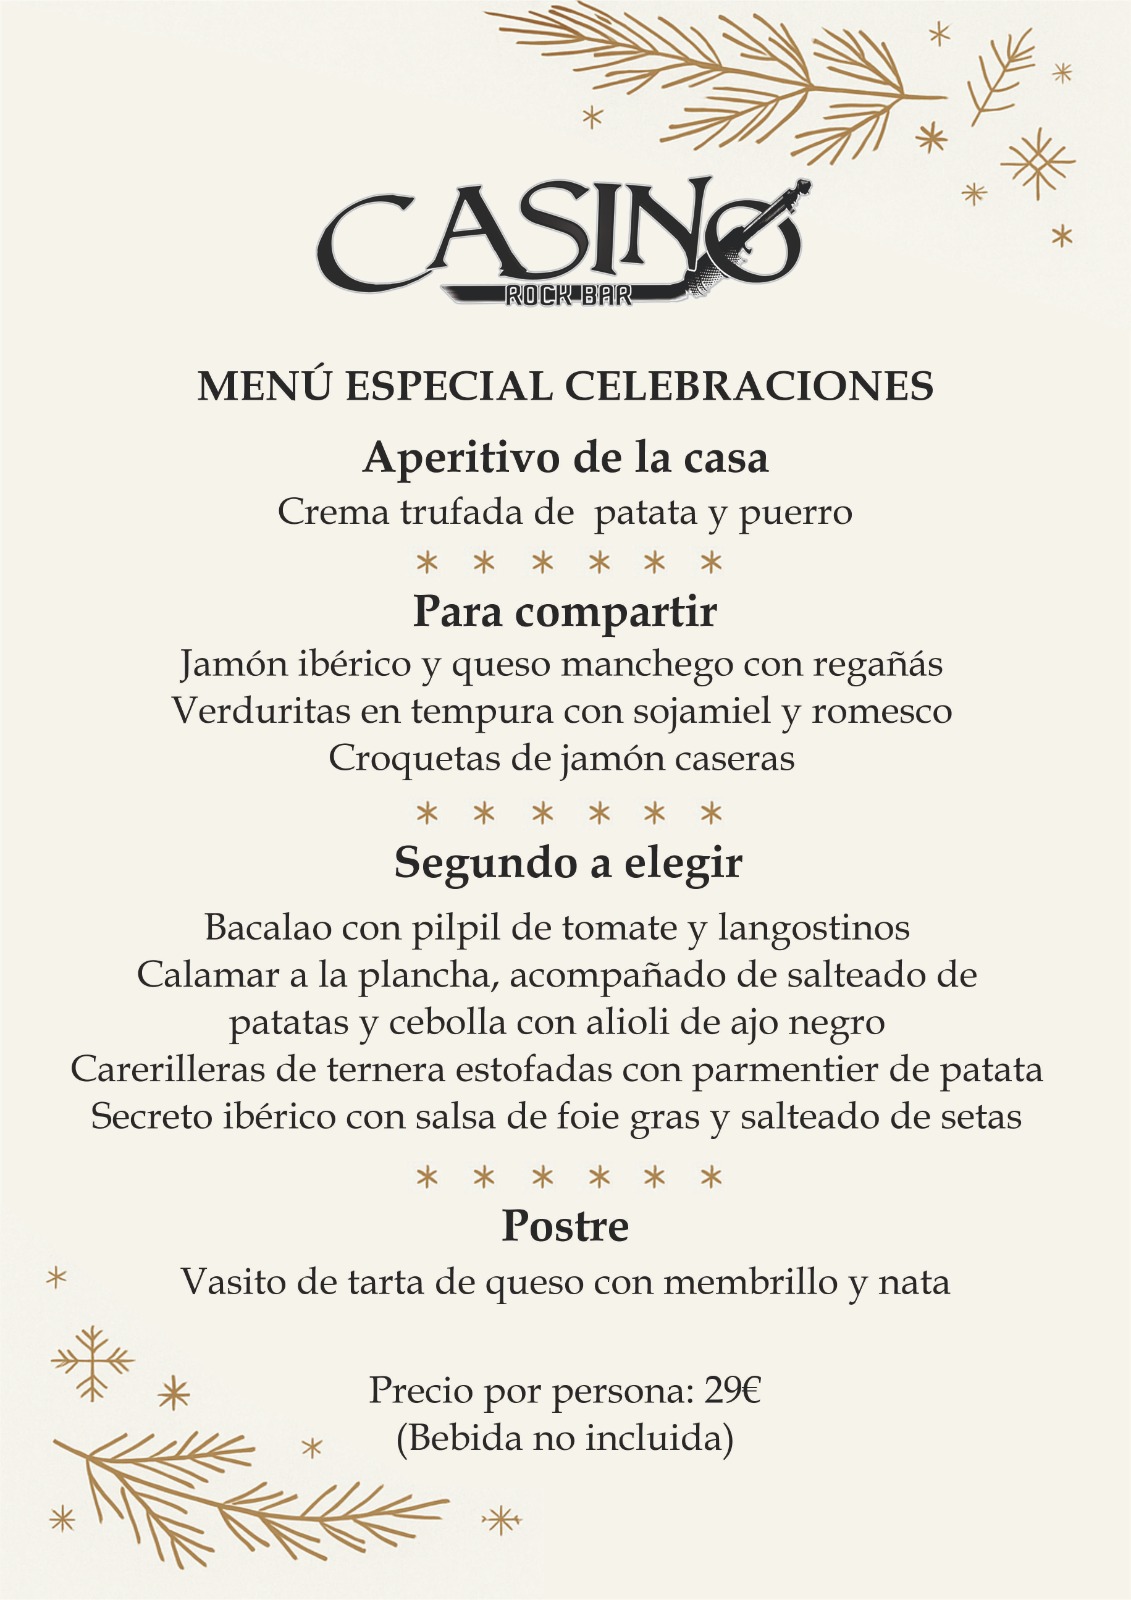 CASINO
ROCK BAR
MENÚ ESPECIAL CELEBRACIONES
Aperitivo de la casa
Crema trufada de patata y puerro
* * * * * *
Para compartir
Jamón ibérico y queso manchego con regañás
Verduritas en tempura con sojamiel y romesco
Croquetas de jamón caseras
* * * * * *
Segundo a elegir
Bacalao con pilpil de tomate y langostinos
Calamar a la plancha, acompañado de salteado de
patatas y cebolla con alioli de ajo negro
Carerilleras de ternera estofadas con parmentier de patata
Secreto ibérico con salsa de foie gras y salteado de setas
* * * * * *
Postre
Vasito de tarta de queso con membrillo y nata
Precio por persona: 29€
(Bebida no incluida)